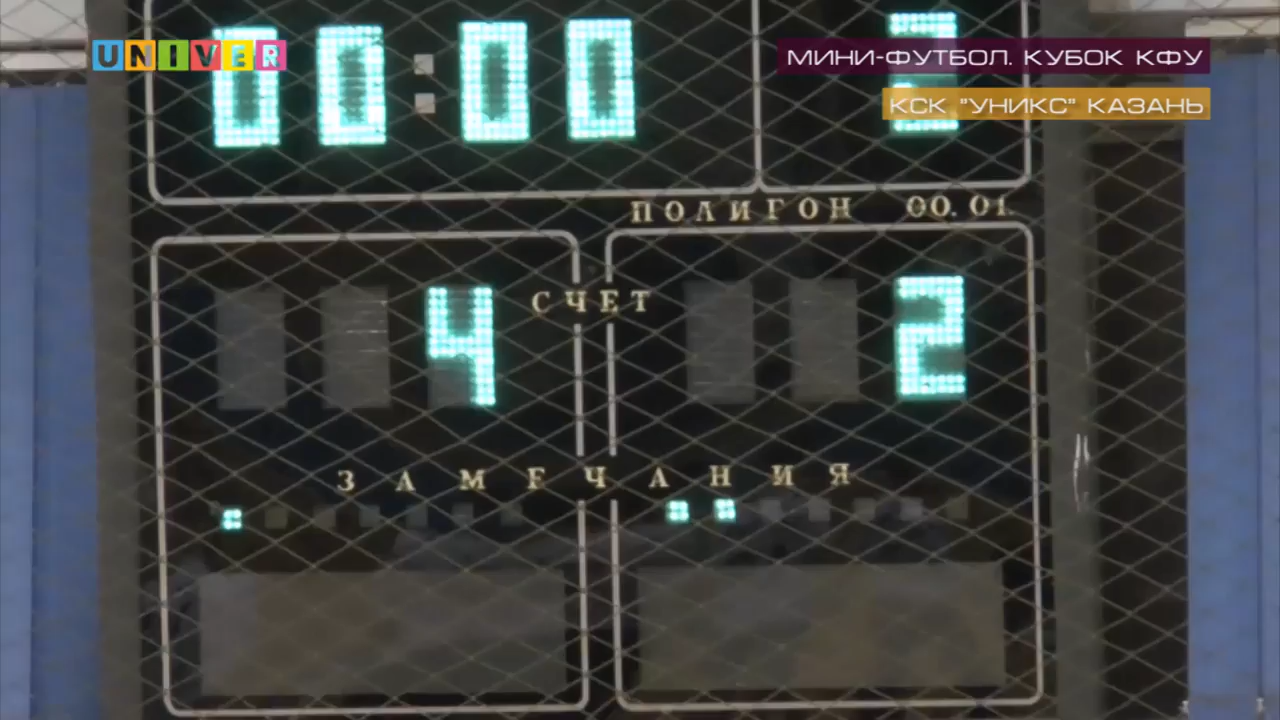 UNIVER
МИНИ-ФУТБОЛ. КУБОК КФУ
КСК "УНИКС" КАЗАНЬ
00:00
ПОЛИГОН 00.01.
СЧЕТ
4 2
ЗАМЕЧАНИЯ